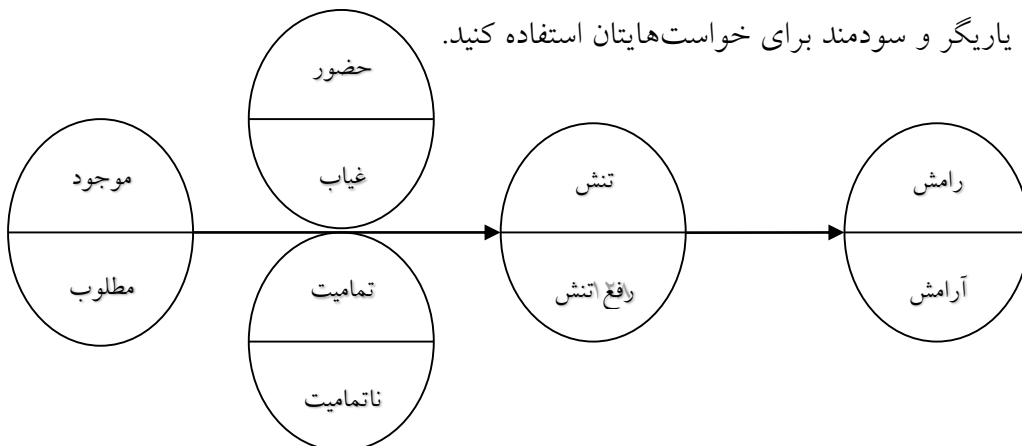 یاریگر و سودمند برای خواست‌هایتان استفاده کنید.
حضور
غیاب
موجود
مطلوب
تمامیت
ناتمامیت
تنش
رفع تنش
رامش
آرامش